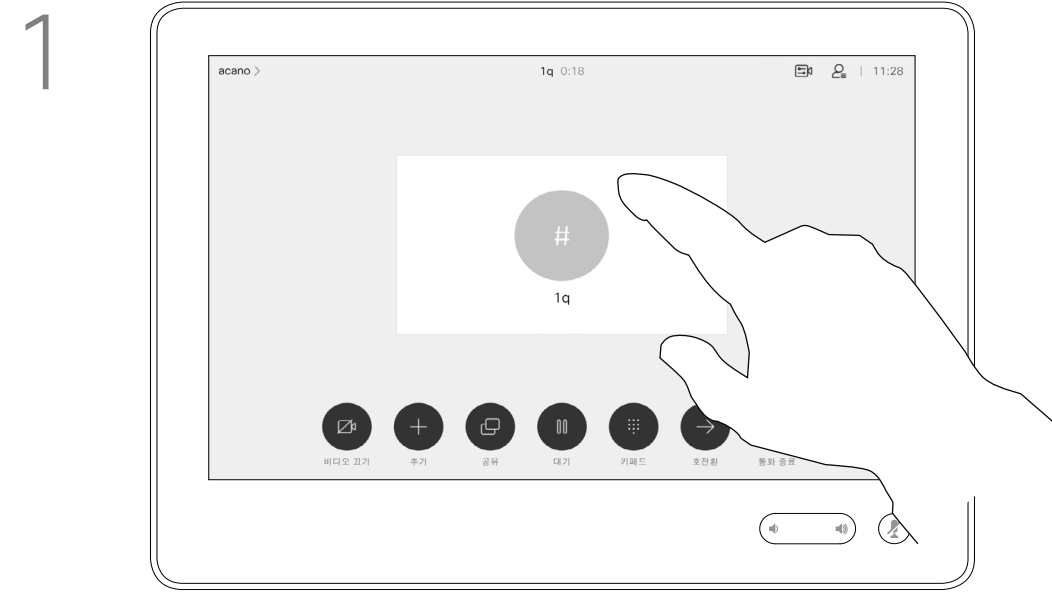 1
acano >
1q 0:18
11:28
#
1q
비디오 끄기
추가
공유
대기
키패드
호전환
통화 종료